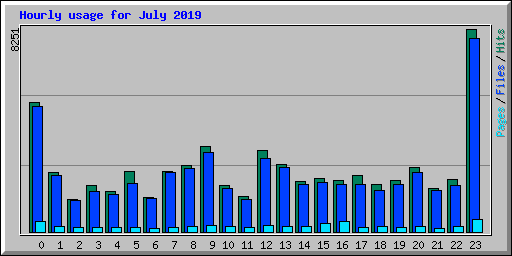 Hourly usage for July 2019
8251
Pages/Files/Hits
0 1 2 3 4 5 6 7 8 9 10 11 12 13 14 15 16 17 18 19 20 21 22 23